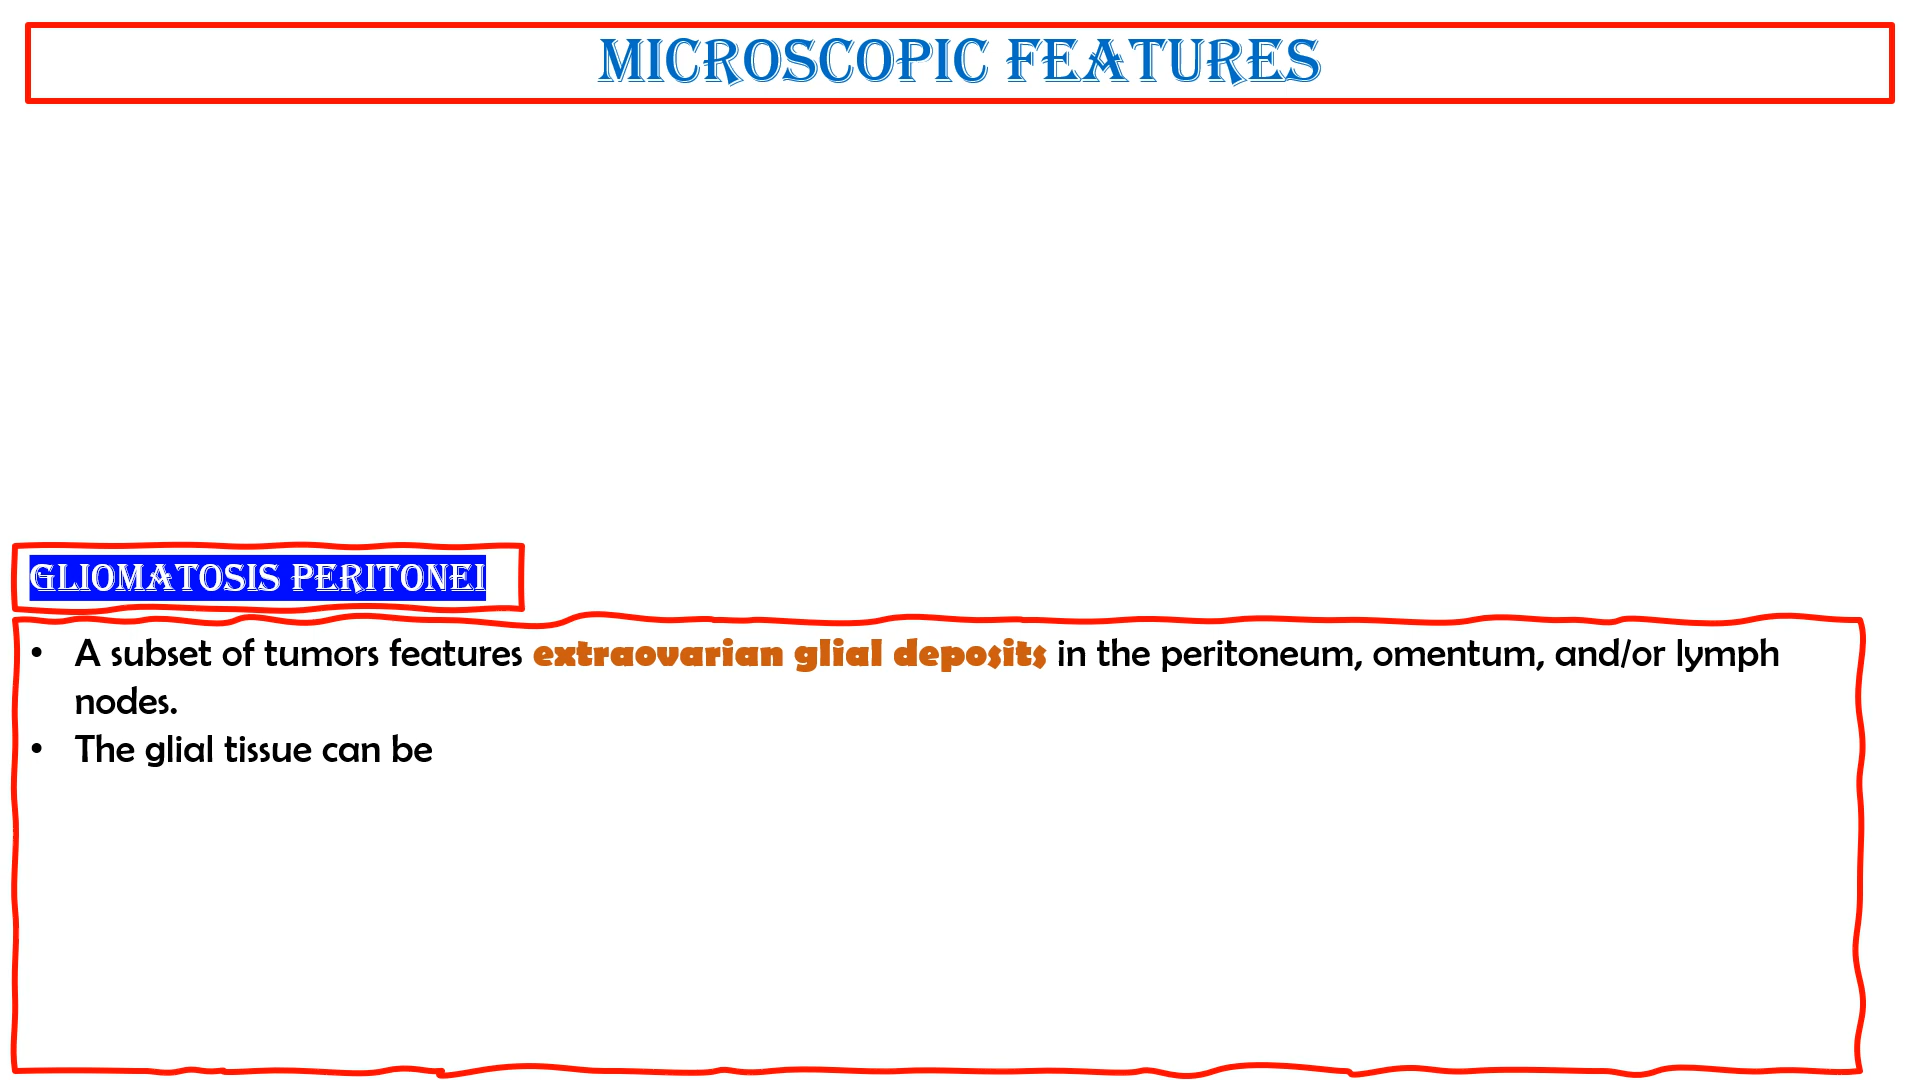 MICROSCOPIC FEATURES
GLIOMATOSIS PERITONEI
• A subset of tumors features extraovarian glial deposits in the peritoneum, omentum, and/or lymph
nodes.
• The glial tissue can be